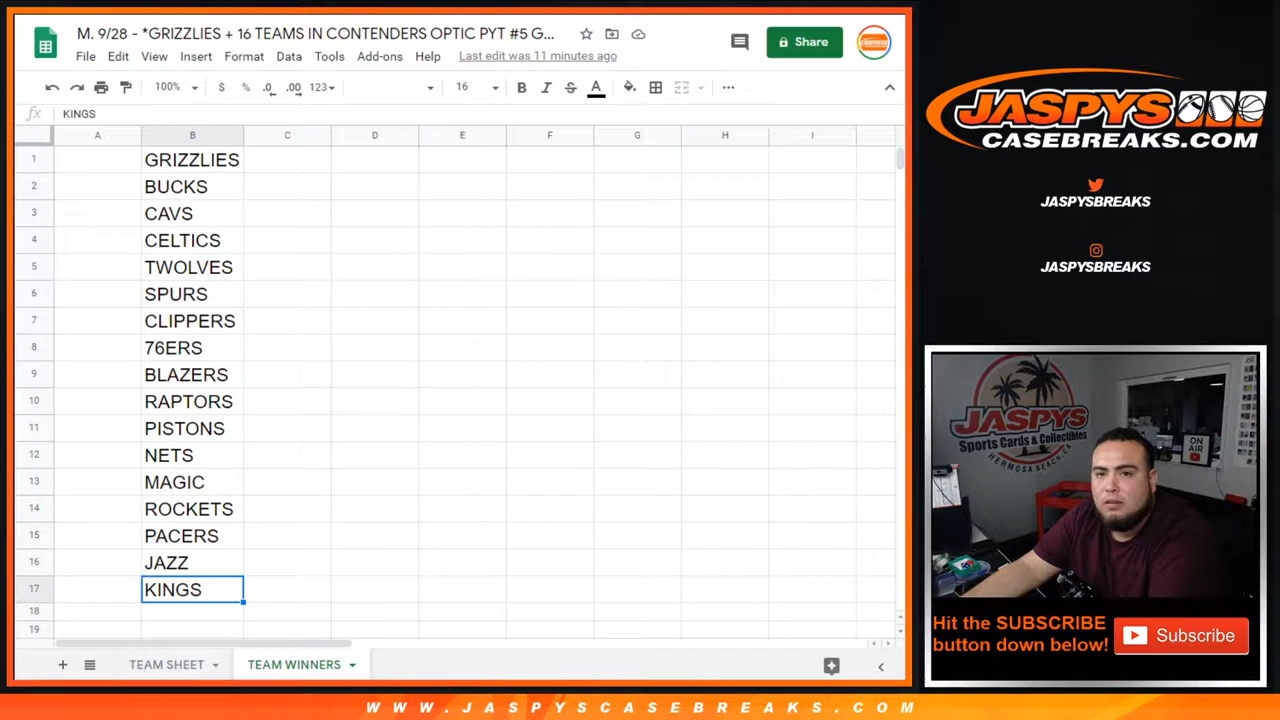 M. 9/28 - *GRIZZLIES + 16 TEAMS IN CONTENDERS OPTIC PYT #5 G...
File Edit View Insert Format Data Tools Add-ons Help Last edit was 11 minutes ago
Share
100% $ % .0 .00 123 16 B I S A
fx KINGS
A B C D E F G H I
1 GRIZZLIES
2 BUCKS
3 CAVS
4 CELTICS
5 TWOLVES
6 SPURS
7 CLIPPERS
8 76ERS
9 BLAZERS
10 RAPTORS
11 PISTONS
12 NETS
13 MAGIC
14 ROCKETS
15 PACERS
16 JAZZ
17 KINGS
18
19
TEAM SHEET TEAM WINNERS
JASPYS
CASEBREAKS.COM
JASPYSBREAKS
JASPYSBREAKS
JASPYS
Sports Cards & Collectibles
HERMOSA BEACH, CA
ON AIR
Hit the SUBSCRIBE
button down below!
Subscribe
WWW.JASPYSCASEBREAKS.COM